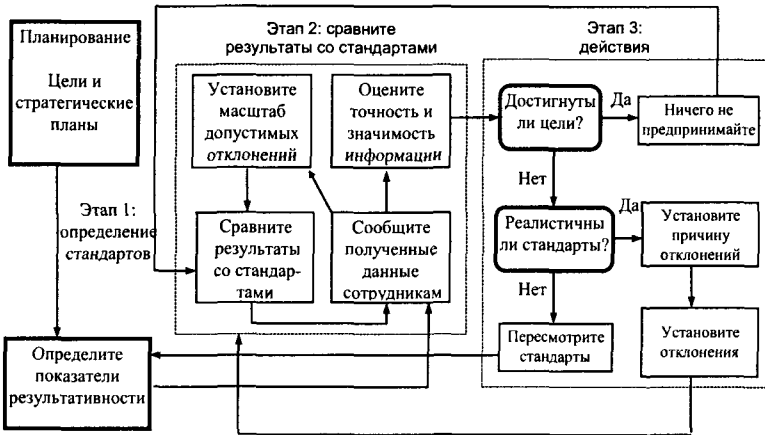 Планирование
Цели и
стратегические
планы
Этап 1:
определение
стандартов
Определите
показатели
результативности
Этап 2: сравните
результаты со стандартами
Установите
масштаб
допустимых
отклонений
Оцените
точность и
значимость
информации
Сравните
результаты
со стандар-
тами
Сообщите
полученные
данные
сотрудникам
Этап 3:
действия
Достигнуты
ли цели?
Да
Ничего не
предпринимайте
Нет
Реалистичны
ли стандарты?
Да
Установите
причину
отклонений
Нет
Пересмотрите
стандарты
Установите
отклонения